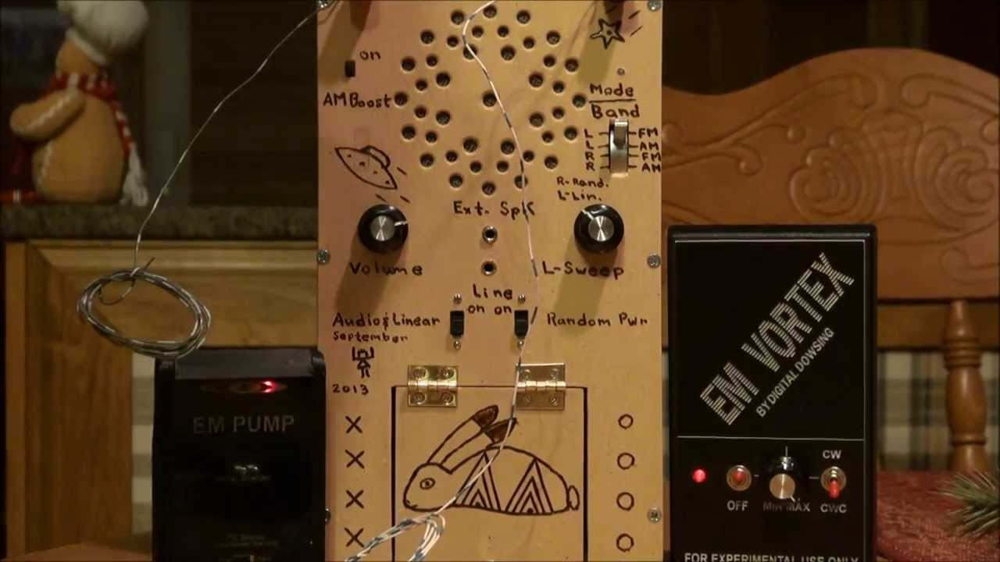 on
AM Boost
Mode
Band
L FM
L AM
R FM
R AM
R-Rand.
L-Lin.
Ext. SpK
Volume
L-Sweep
Line
on on
Audio & Linear
Random Pwr
September
2013
X
X
X
X
O
O
O
O
EM PUMP
EM VORTEX
BY DIGITAL DOWSING
CW
OFF
MIN MAX
CWC
FOR EXPERIMENTAL USE ONLY